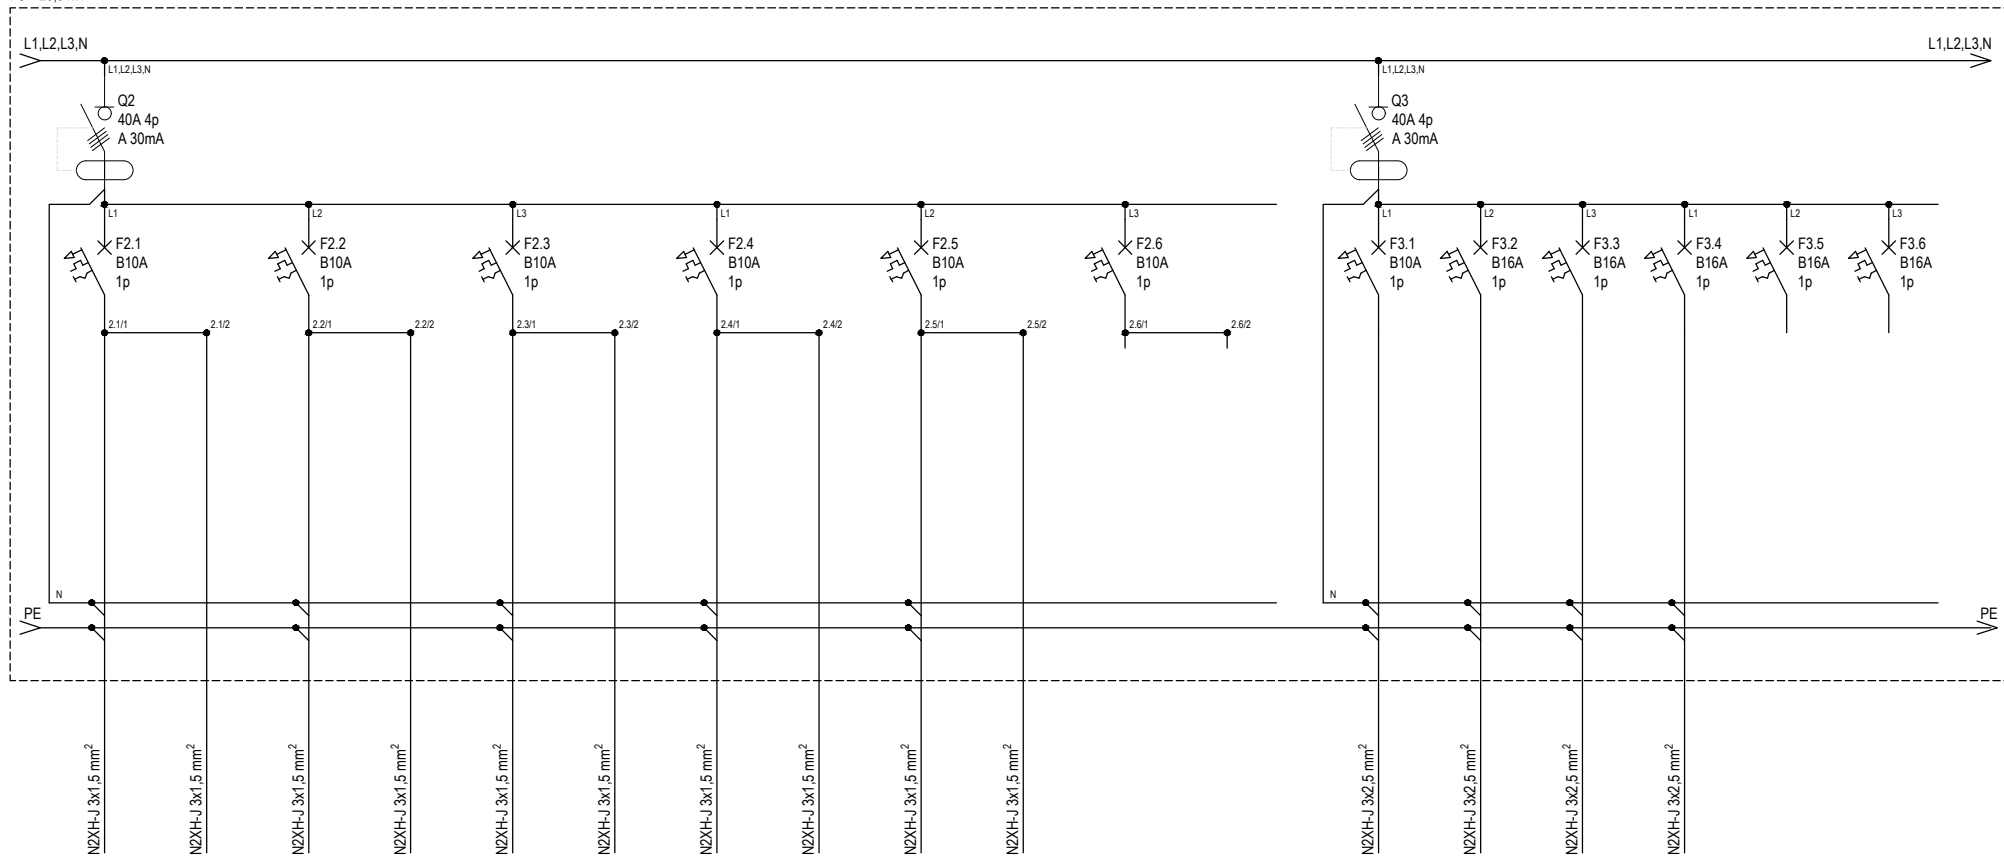 L1,L2,L3,N
L1,L2,L3,N
L1,L2,L3,N
L1,L2,L3,N
Q2
40A 4p
A 30mA
Q3
40A 4p
A 30mA
L1
L2
L3
L1
L2
L3
L1
L2
L3
L1
L2
L3
F2.1
B10A
1p
F2.2
B10A
1p
F2.3
B10A
1p
F2.4
B10A
1p
F2.5
B10A
1p
F2.6
B10A
1p
F3.1
B10A
1p
F3.2
B16A
1p
F3.3
B16A
1p
F3.4
B16A
1p
F3.5
B16A
1p
F3.6
B16A
1p
2.1/1
2.1/2
2.2/1
2.2/2
2.3/1
2.3/2
2.4/1
2.4/2
2.5/1
2.5/2
2.6/1
2.6/2
N
N
PE
PE
N2XH-J 3x1,5 mm²
N2XH-J 3x1,5 mm²
N2XH-J 3x1,5 mm²
N2XH-J 3x1,5 mm²
N2XH-J 3x1,5 mm²
N2XH-J 3x1,5 mm²
N2XH-J 3x1,5 mm²
N2XH-J 3x1,5 mm²
N2XH-J 3x1,5 mm²
N2XH-J 3x1,5 mm²
N2XH-J 3x2,5 mm²
N2XH-J 3x2,5 mm²
N2XH-J 3x2,5 mm²
N2XH-J 3x2,5 mm²